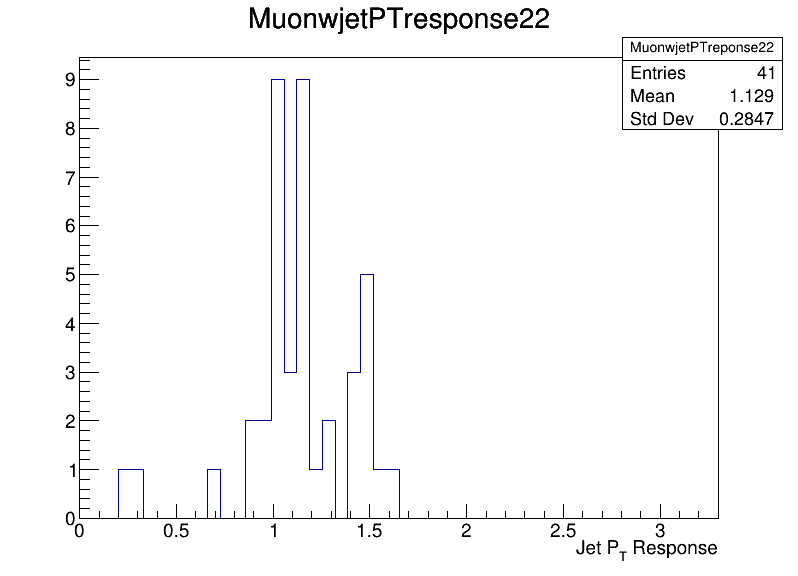 MuonwjetPTresponse22
MuonwjetPTreponse22
Entries 41
Mean 1.129
Std Dev 0.2847
9
8
7
6
5
4
3
2
1
0
0 0.5 1 1.5 2 2.5 3
Jet PT Response